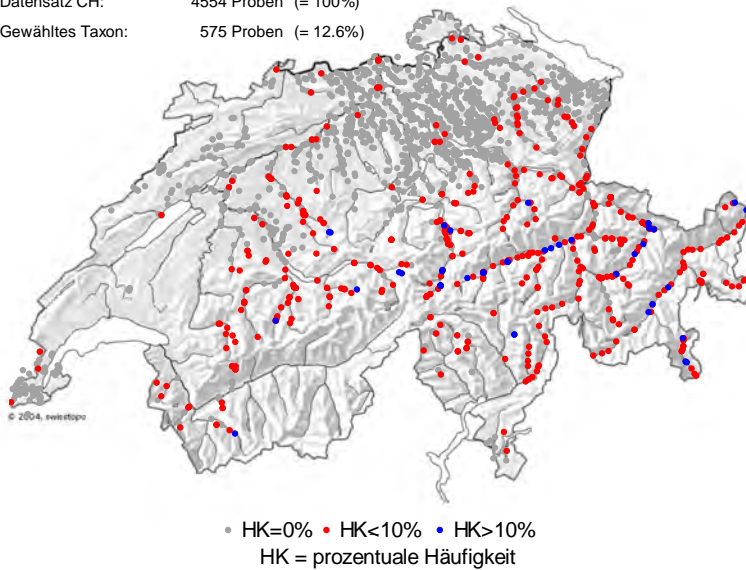 Datensatz CH: 4554 Proben (= 100%)
Gewähltes Taxon: 575 Proben (= 12.6%)
© 2004, swisstopo
HK=0% HK<10% HK>10%
HK = prozentuale Häufigkeit